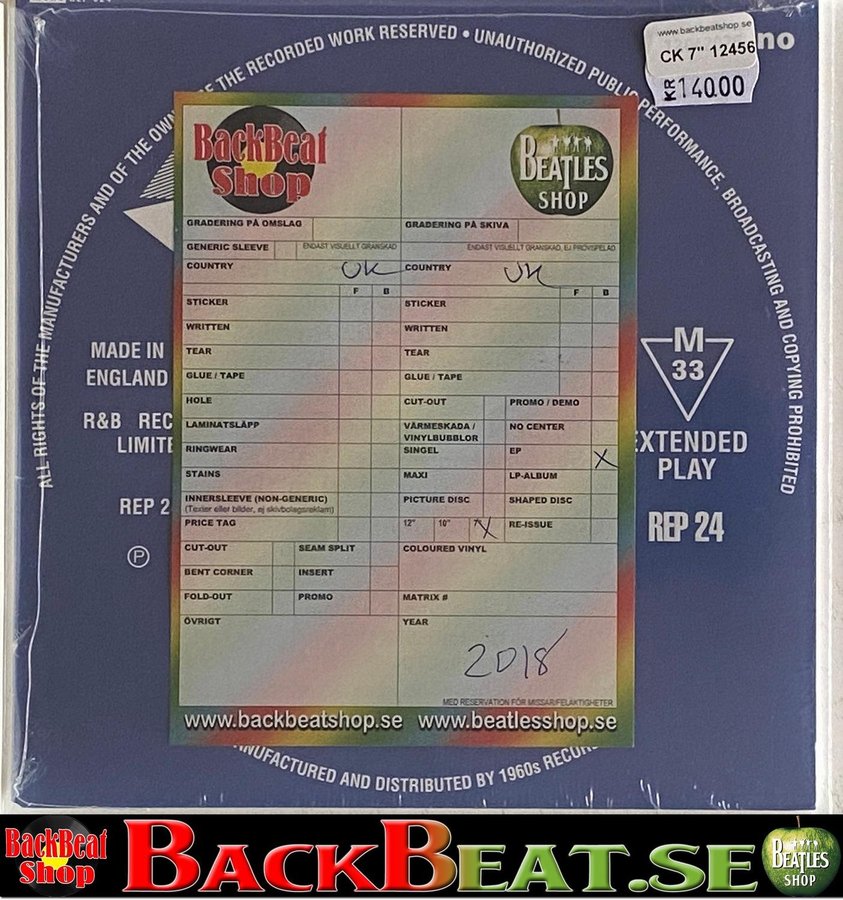 ALL RIGHTS OF THE MANUFACTURERS AND OF THE OWN
OF THE RECORDED WORK RESERVED • UNAUTHORIZED PUBLIC PERFORMANCE, BROADCASTING AND COPYING PROHIBITED
www.backbeatshop.se
CK 7" 12456
KR 140.00
no
BackBeat
Shop
BEATLES
SHOP
GRADERING PÅ OMSLAG
GRADERING PÅ SKIVA
GENERIC SLEEVE
ENDAST VISUELLT GRANSKAD
ENDAST VISUELLT GRANSKAD, EJ PROVSPELAD
COUNTRY UK
COUNTRY UK
F B
F B
STICKER
STICKER
WRITTEN
WRITTEN
TEAR
TEAR
GLUE / TAPE
GLUE / TAPE
HOLE
CUT-OUT
PROMO / DEMO
LAMINATSLÄPP
VÄRMESKADA /
VINYLBUBBLOR
NO CENTER
RINGWEAR
SINGEL
EP X
STAINS
MAXI
LP-ALBUM
INNERSLEEVE (NON-GENERIC)
(Texter eller bilder, ej skivbolagsreklam)
PICTURE DISC
SHAPED DISC
PRICE TAG
12" 10" 7" X
RE-ISSUE
CUT-OUT
SEAM SPLIT
COLOURED VINYL
BENT CORNER
INSERT
FOLD-OUT
PROMO
MATRIX #
ÖVRIGT
YEAR
2018
MED RESERVATION FÖR MISSAR/FELAKTIGHETER
www.backbeatshop.se www.beatlesshop.se
MADE IN
ENGLAND
R&B REC
LIMITE
REP 2
P
M
33
EXTENDED
PLAY
REP 24
NUFACTURED AND DISTRIBUTED BY 1960s RECOR
BackBeat
Shop
BACKBEAT.SE
BEATLES
SHOP